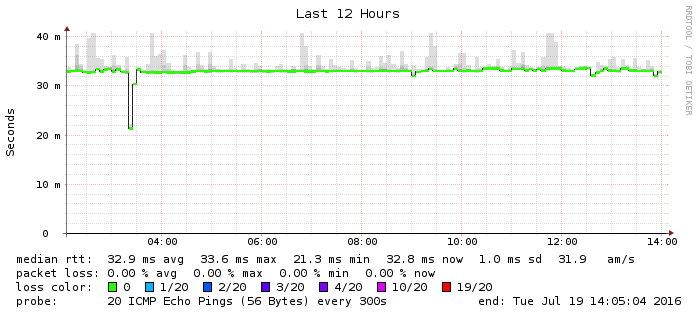 Last 12 Hours
RRDTOOL / TOBI OETIKER
Seconds
40 m
30 m
20 m
10 m
0
04:00 06:00 08:00 10:00 12:00 14:00
median rtt: 32.9 ms avg 33.6 ms max 21.3 ms min 32.8 ms now 1.0 ms sd 31.9 am/s
packet loss: 0.00 % avg 0.00 % max 0.00 % min 0.00 % now
loss color: 0 1/20 2/20 3/20 4/20 10/20 19/20
probe: 20 ICMP Echo Pings (56 Bytes) every 300s end: Tue Jul 19 14:05:04 2016